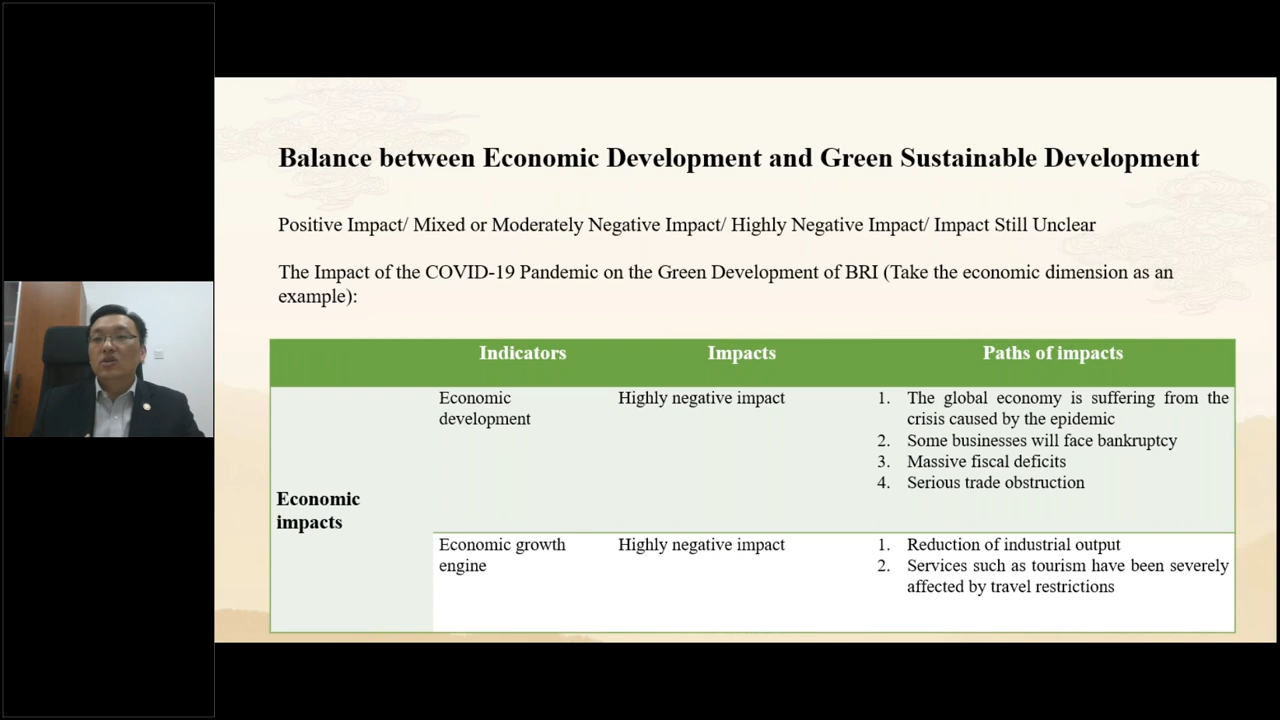 Balance between Economic Development and Green Sustainable Development
Positive Impact/ Mixed or Moderately Negative Impact/ Highly Negative Impact/ Impact Still Unclear
The Impact of the COVID-19 Pandemic on the Green Development of BRI (Take the economic dimension as an
example):
Indicators
Impacts
Paths of impacts
Economic
impacts
Economic
development
Highly negative impact
1. The global economy is suffering from the
crisis caused by the epidemic
2. Some businesses will face bankruptcy
3. Massive fiscal deficits
4. Serious trade obstruction
Economic growth
engine
Highly negative impact
1. Reduction of industrial output
2. Services such as tourism have been severely
affected by travel restrictions